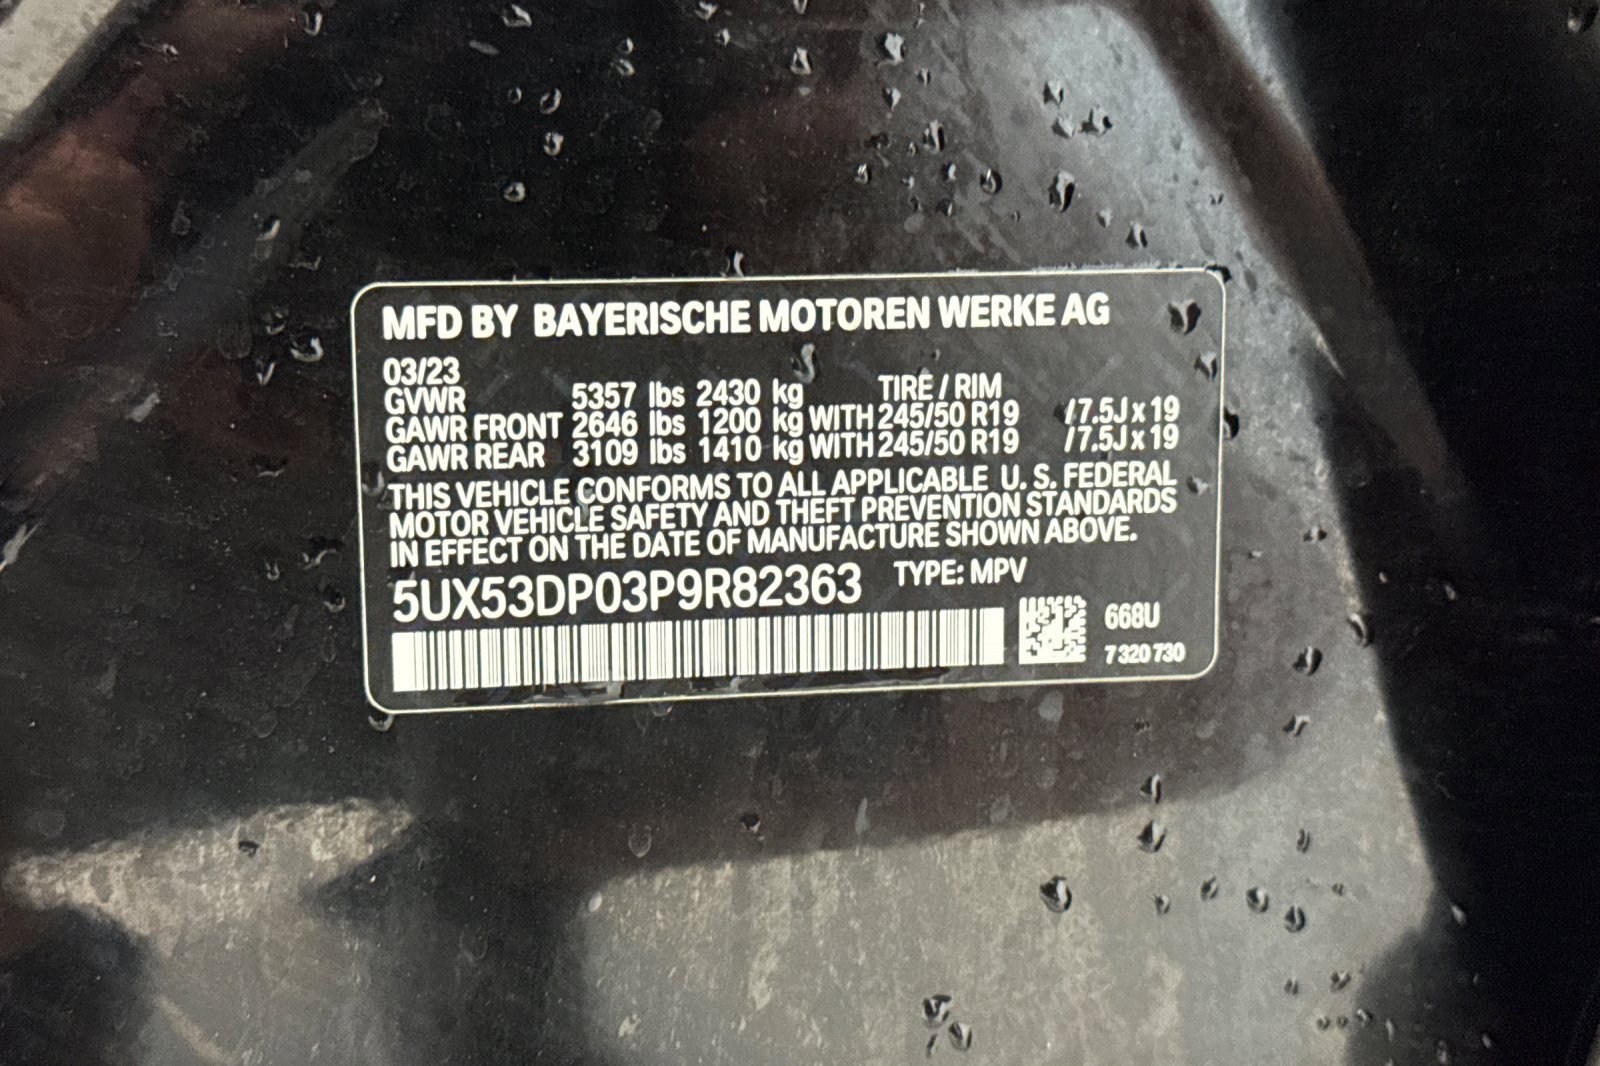 MFD BY BAYERISCHE MOTOREN WERKE AG
03/23
GVWR 5357 lbs 2430 kg TIRE / RIM
GAWR FRONT 2646 lbs 1200 kg WITH 245/50 R19 /7.5J x 19
GAWR REAR 3109 lbs 1410 kg WITH 245/50 R19 /7.5J x 19
THIS VEHICLE CONFORMS TO ALL APPLICABLE U. S. FEDERAL
MOTOR VEHICLE SAFETY AND THEFT PREVENTION STANDARDS
IN EFFECT ON THE DATE OF MANUFACTURE SHOWN ABOVE.
5UX53DP03P9R82363 TYPE: MPV
668U
7 320 730